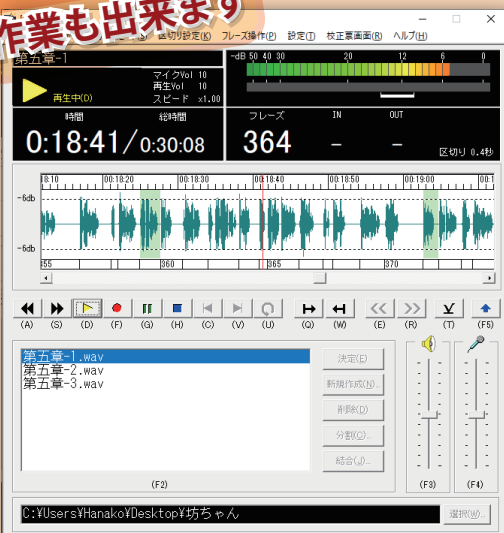 作業も出来ます
区切り設定(K) フレーズ操作(P) 設定(T) 校正票画面(R) ヘルプ(H)
第五章-1
再生中(D)
マイクVol 10
再生Vol 10
スピード x1.00
-dB 50 40 30 20 12 6 0
時間 総時間
0:18:41/0:30:08
フレーズ IN OUT
364 - -
区切り 0.4秒
18:10 00:18:20 00:18:30 00:18:40 00:18:50 00:19:00 00:1
-6db
-6db
355 360 365 370
(A) (S) (D) (F) (G) (H) (C) (V) (U) (Q) (W) (E) (R) (T) (F5)
第五章-1.wav
第五章-2.wav
第五章-3.wav
決定(E)
新規作成(N)..
削除(D)
分割(C)..
結合(J)..
(F2) (F3) (F4)
C:¥Users¥Hanako¥Desktop¥坊ちゃん
選択(W)..